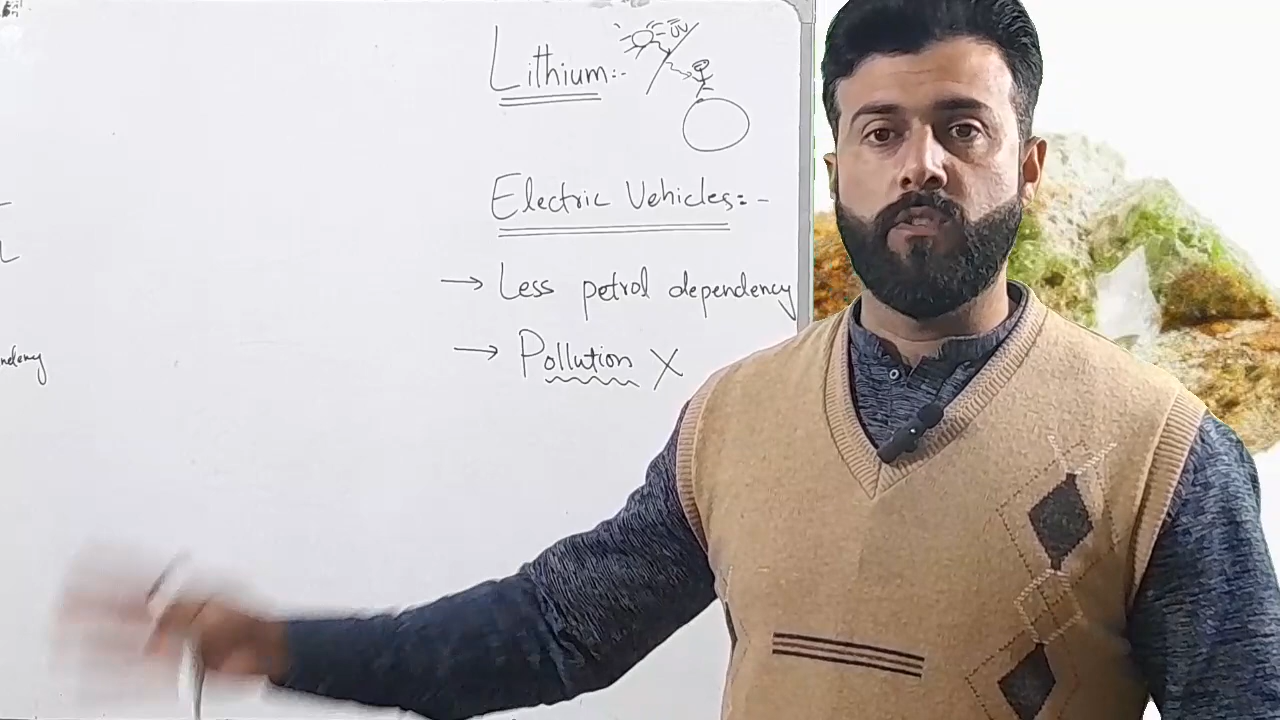 UV
Lithium:-
Electric Vehicles:-
→ Less petrol dependency
→ Pollution X